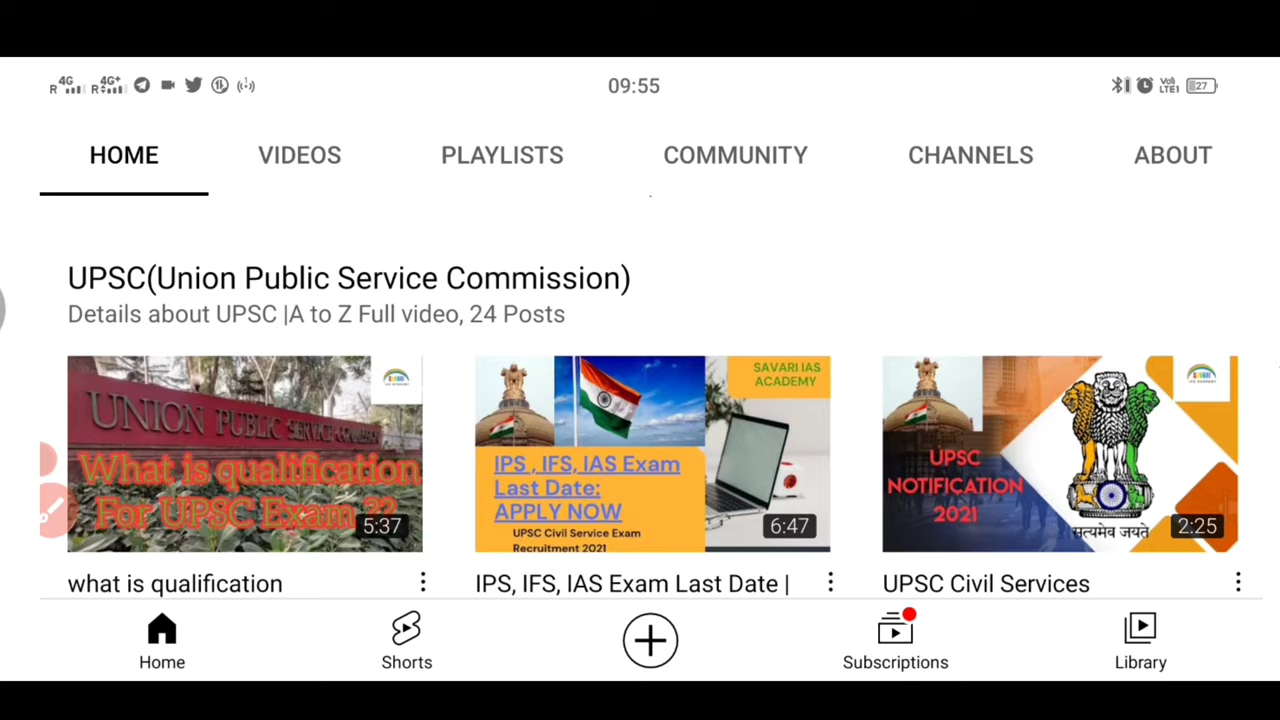 4G 4G+ 09:55 VoLTE1 27
R R
HOME VIDEOS PLAYLISTS COMMUNITY CHANNELS ABOUT
UPSC(Union Public Service Commission)
Details about UPSC |A to Z Full video, 24 Posts
UNION PUBLIC SERVICE COMMISSION
What is qualification
For UPSC Exam ??
5:37
SAVARI IAS
ACADEMY
IPS , IFS, IAS Exam
Last Date:
APPLY NOW
UPSC Civil Service Exam
Recruitment 2021
6:47
UPSC
NOTIFICATION
2021
सत्यमेव जयते
2:25
what is qualification
IPS, IFS, IAS Exam Last Date |
UPSC Civil Services
Home Shorts Subscriptions Library